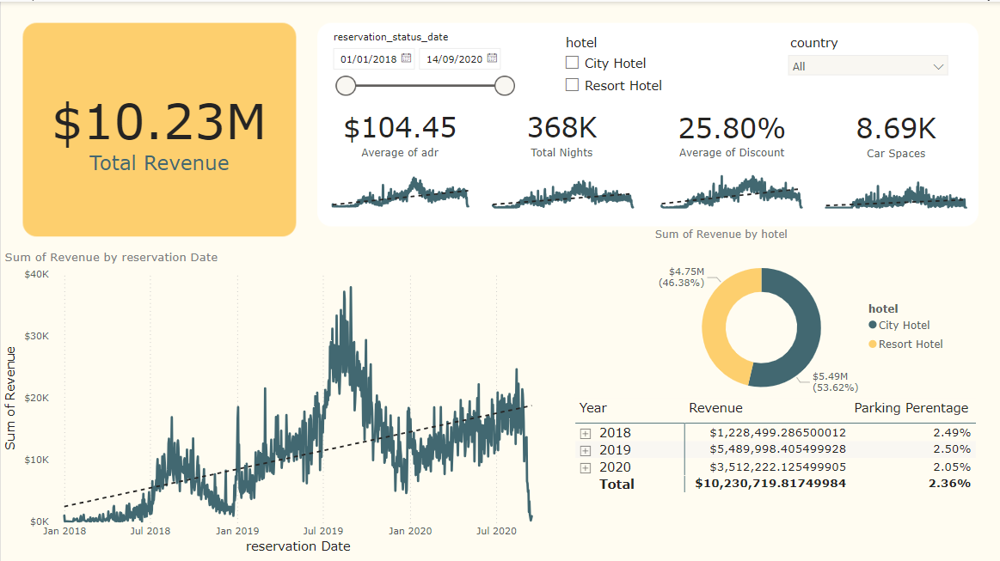 $10.23M
Total Revenue
reservation_status_date
01/01/2018
14/09/2020
hotel
City Hotel
Resort Hotel
country
All
$104.45
Average of adr
368K
Total Nights
25.80%
Average of Discount
8.69K
Car Spaces
Sum of Revenue by reservation Date
Sum of Revenue
$40K
$30K
$20K
$10K
$0K
Jan 2018
Jul 2018
Jan 2019
Jul 2019
Jan 2020
Jul 2020
reservation Date
Sum of Revenue by hotel
$4.75M
(46.38%)
$5.49M
(53.62%)
hotel
City Hotel
Resort Hotel
Year Revenue Parking Perentage
2018 $1,228,499.286500012 2.49%
2019 $5,489,998.405499928 2.50%
2020 $3,512,222.125499905 2.05%
Total $10,230,719.81749984 2.36%